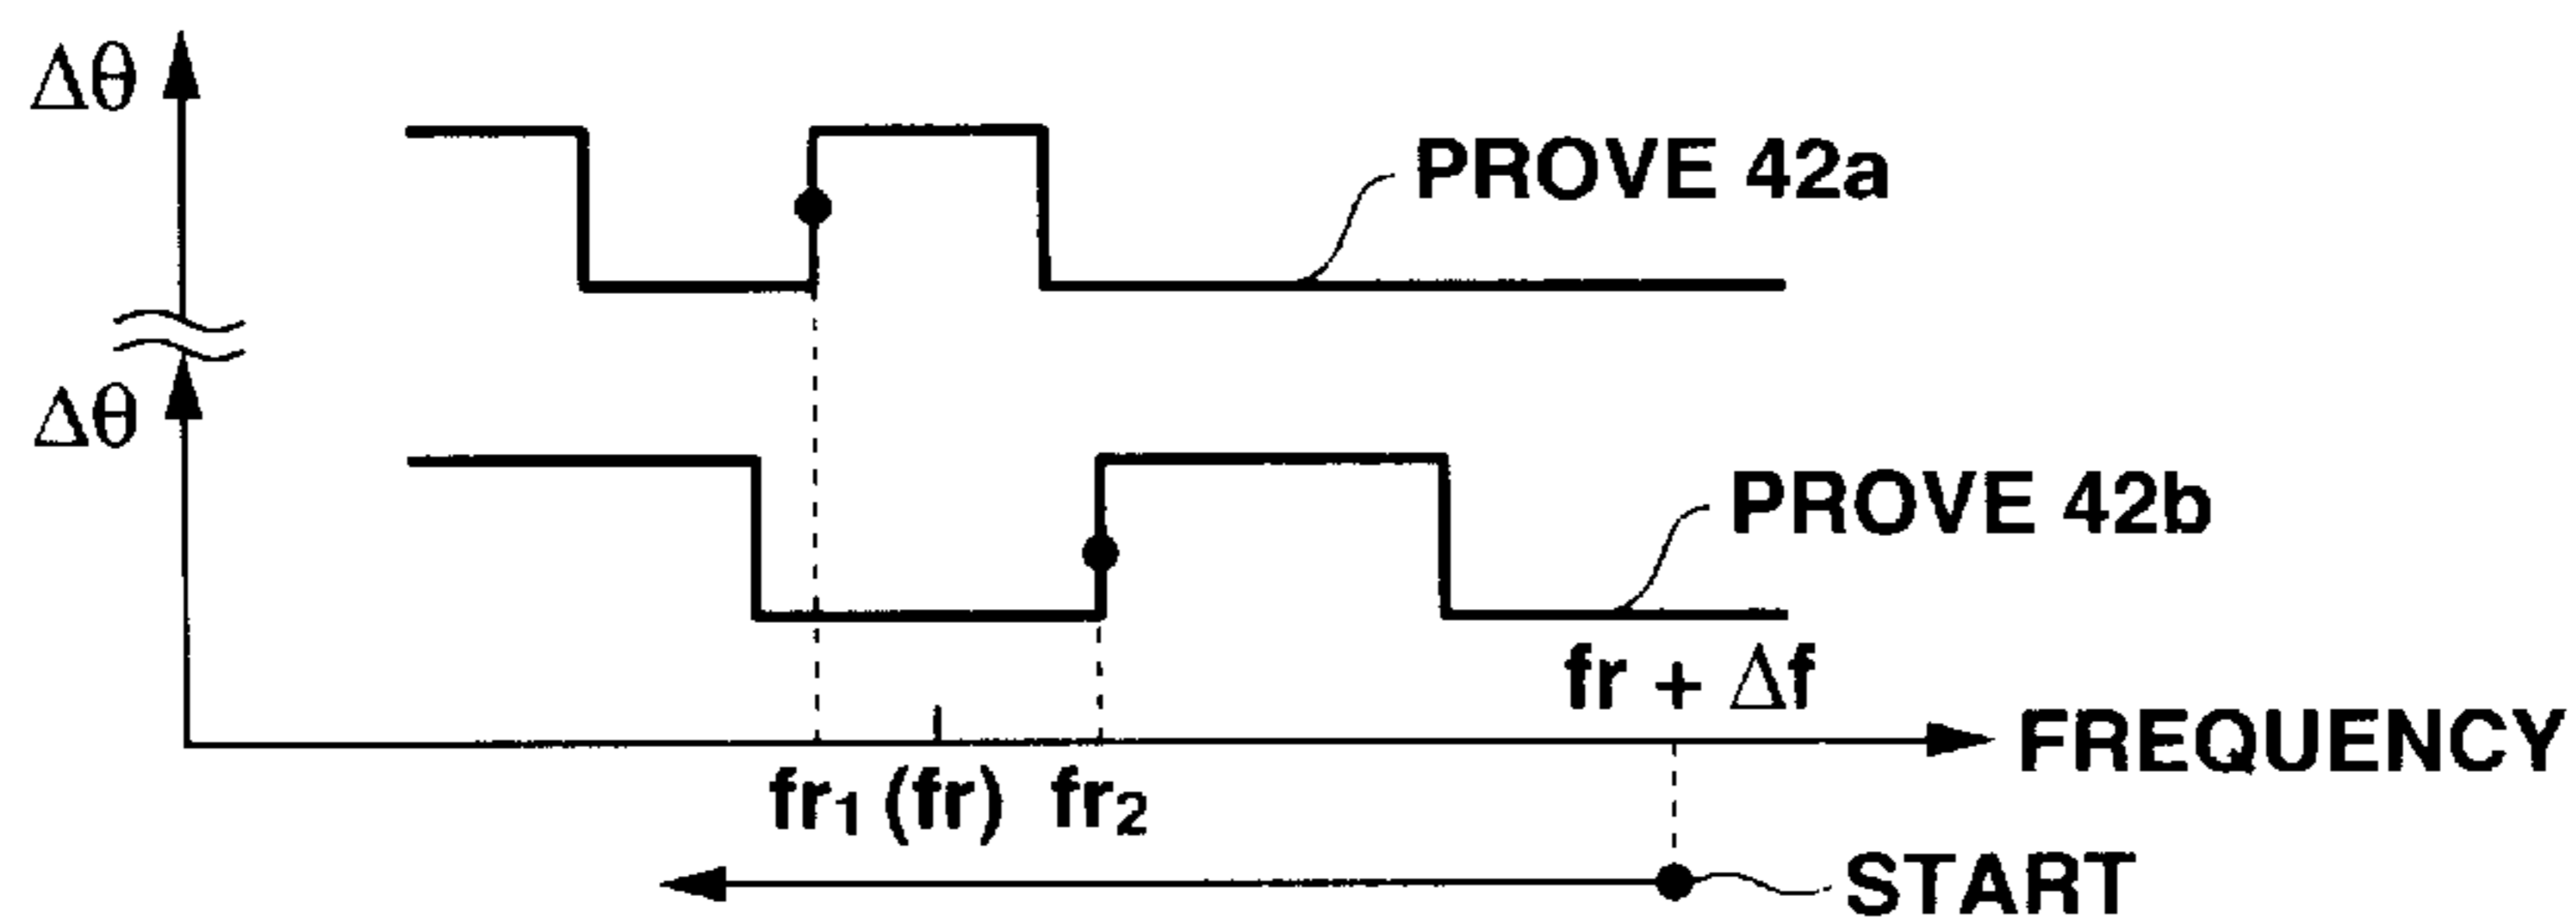 Δθ
PROVE 42a
Δθ
PROVE 42b
fr + Δf
FREQUENCY
fr₁ (fr) fr₂
START